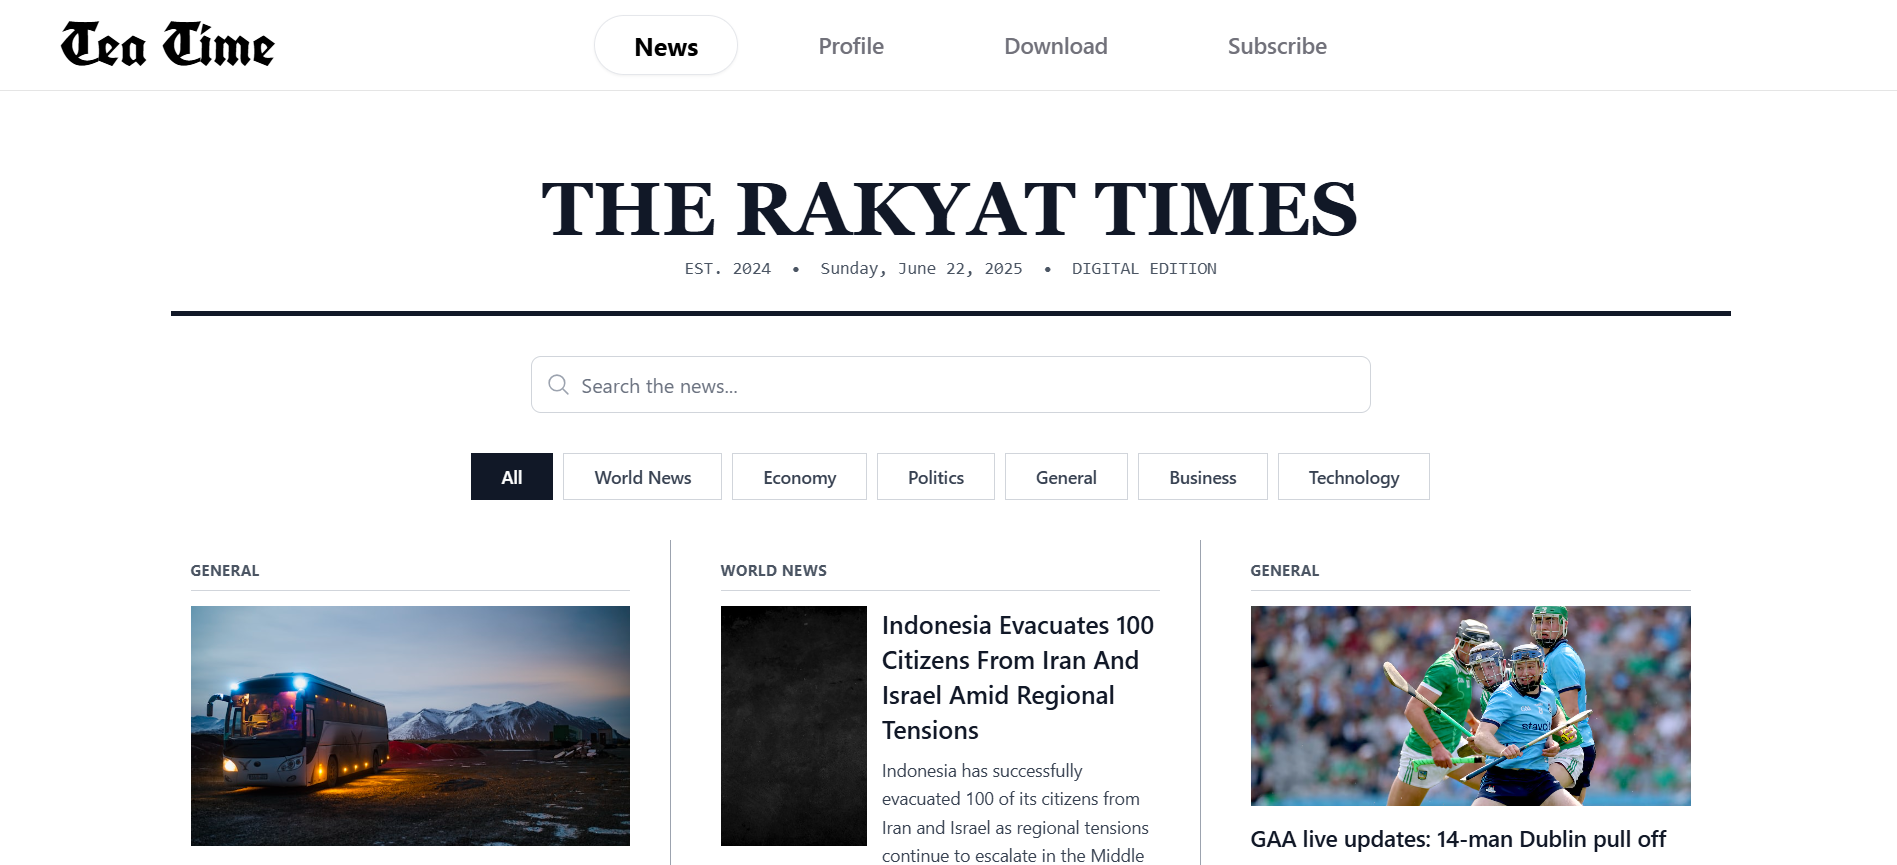 Tea Time
News
Profile
Download
Subscribe
THE RAKYAT TIMES
EST. 2024 • Sunday, June 22, 2025 • DIGITAL EDITION
Search the news...
All
World News
Economy
Politics
General
Business
Technology
GENERAL
WORLD NEWS
Indonesia Evacuates 100
Citizens From Iran And
Israel Amid Regional
Tensions
Indonesia has successfully
evacuated 100 of its citizens from
Iran and Israel as regional tensions
continue to escalate in the Middle
GENERAL
GAA live updates: 14-man Dublin pull off